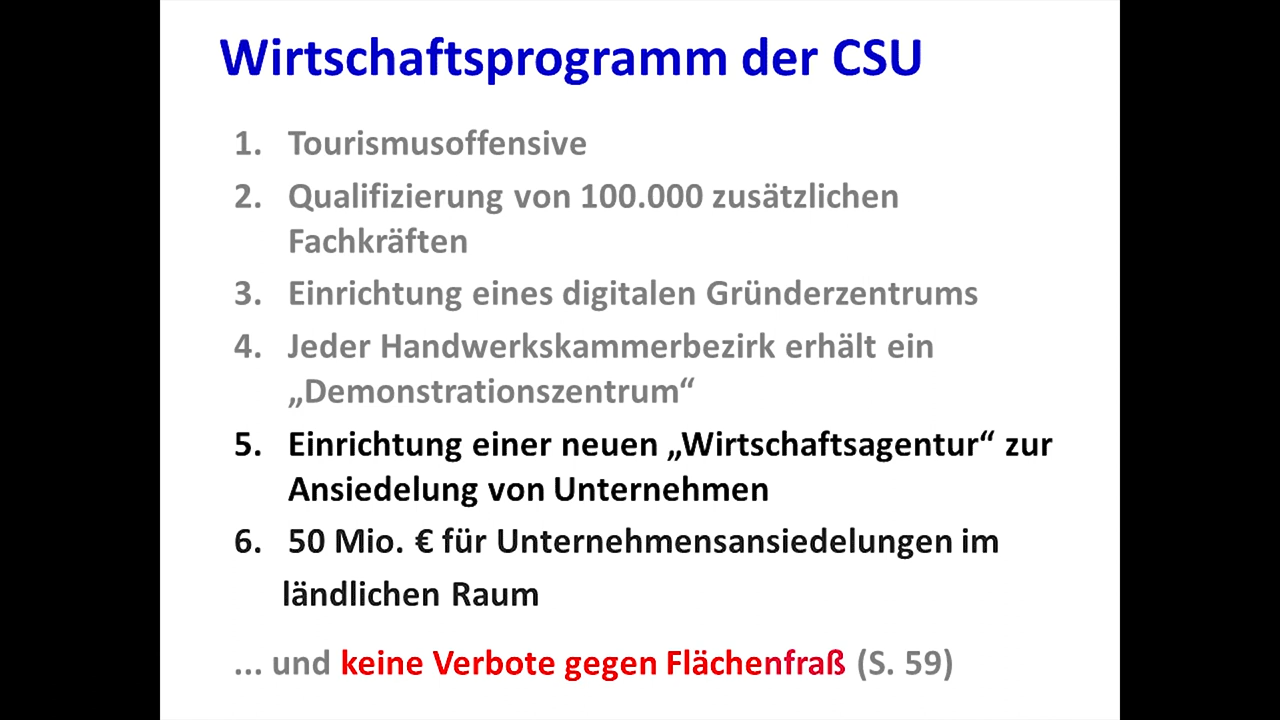 Wirtschaftsprogramm der CSU
1. Tourismusoffensive
2. Qualifizierung von 100.000 zusätzlichen
Fachkräften
3. Einrichtung eines digitalen Gründerzentrums
4. Jeder Handwerkskammerbezirk erhält ein
„Demonstrationszentrum“
5. Einrichtung einer neuen „Wirtschaftsagentur“ zur
Ansiedelung von Unternehmen
6. 50 Mio. € für Unternehmensansiedelungen im
ländlichen Raum
... und keine Verbote gegen Flächenfraß (S. 59)